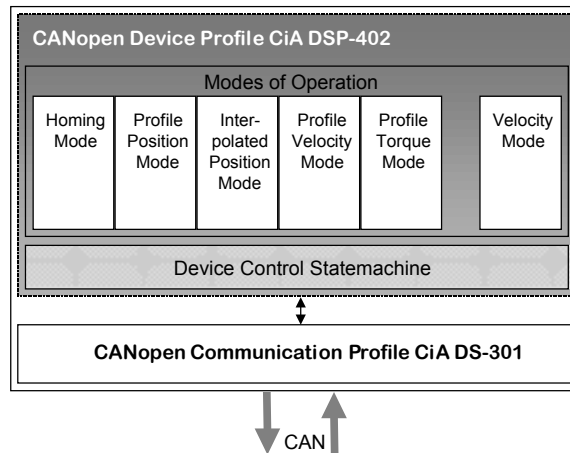 CANopen Device Profile CiA DSP-402
Modes of Operation
Homing
Mode
Profile
Position
Mode
Inter-
polated
Position
Mode
Profile
Velocity
Mode
Profile
Torque
Mode
Velocity
Mode
Device Control Statemachine
CANopen Communication Profile CiA DS-301
CAN